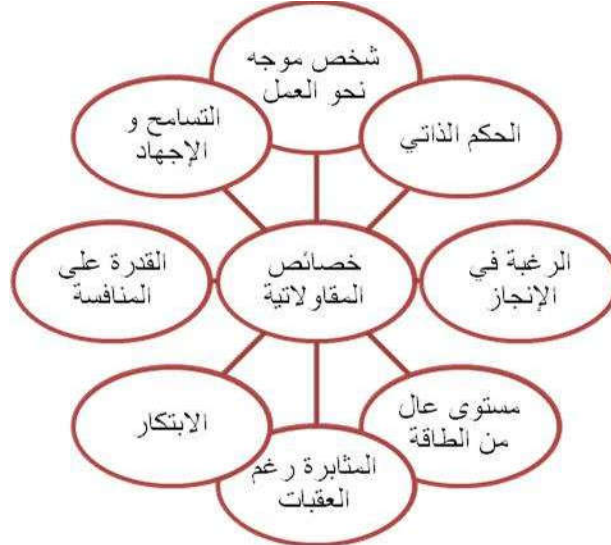 شخص موجه
نحو العمل
التسامح و
الإجهاد
الحكم الذاتي
القدرة على
المنافسة
خصائص
المقاولاتية
الرغبة في
الإنجاز
الابتكار
مستوى عال
من الطاقة
المثابرة رغم
العقبات